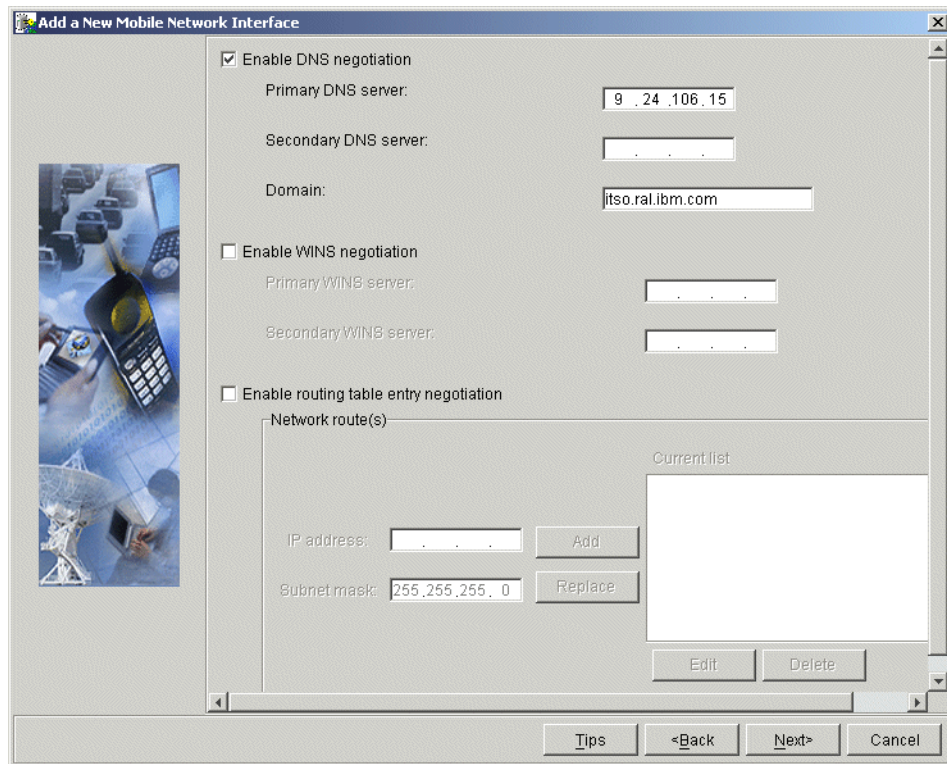 Add a New Mobile Network Interface
Enable DNS negotiation
Primary DNS server:
9 . 24 .106 . 15
Secondary DNS server:
. . .
Domain:
itso.ral.ibm.com
Enable WINS negotiation
Primary WINS server:
. . .
Secondary WINS server:
. . .
Enable routing table entry negotiation
Network route(s)
Current list
IP address:
. . .
Add
Subnet mask:
255.255.255. 0
Replace
Edit
Delete
Tips
<Back
Next>
Cancel